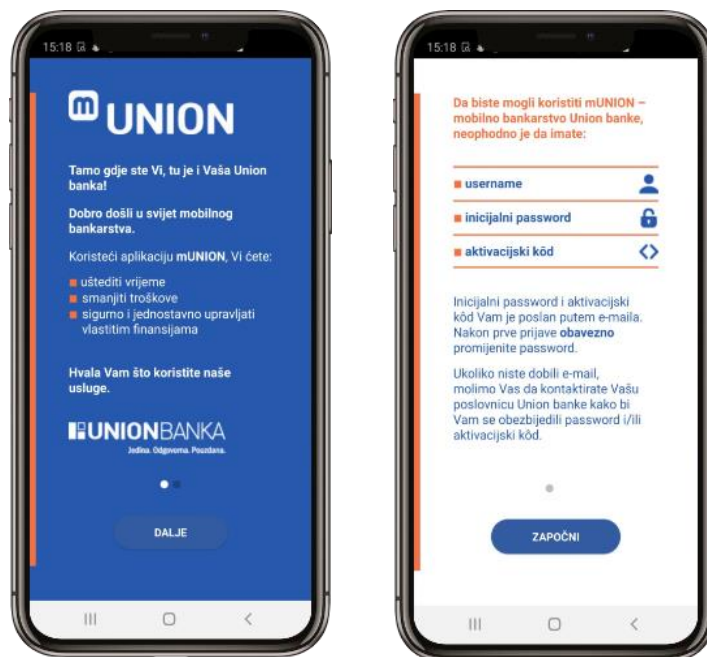 15:18
m UNION
Tamo gdje ste Vi, tu je i Vaša Union
banka!
Dobro došli u svijet mobilnog
bankarstva.
Koristeći aplikaciju mUNION, Vi ćete:
uštediti vrijeme
smanjiti troškove
sigurno i jednostavno upravljati
vlastitim finansijama
Hvala Vam što koristite naše
usluge.
UNIONBANKA
Jedina. Odgovorna. Pouzdana.
DALJE
15:18
Da biste mogli koristiti mUNION –
mobilno bankarstvo Union banke,
neophodno je da imate:
username
inicijalni password
aktivacijski kôd
Inicijalni password i aktivacijski
kôd Vam je poslan putem e-maila.
Nakon prve prijave obavezno
promijenite password.
Ukoliko niste dobili e-mail,
molimo Vas da kontaktirate Vašu
poslovnicu Union banke kako bi
Vam se obezbijedili password i/ili
aktivacijski kôd.
ZAPOČNI